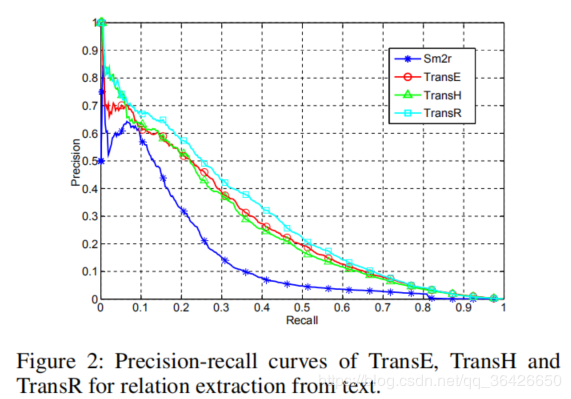 1
0.9
0.8
0.7
0.6
0.5
0.4
0.3
0.2
0.1
0
Precision
Sm2r
TransE
TransH
TransR
0 0.1 0.2 0.3 0.4 0.5 0.6 0.7 0.8 0.9 1
Recall
Figure 2: Precision-recall curves of TransE, TransH and
TransR for relation extraction from text.
https://blog.csdn.net/qq_36426650